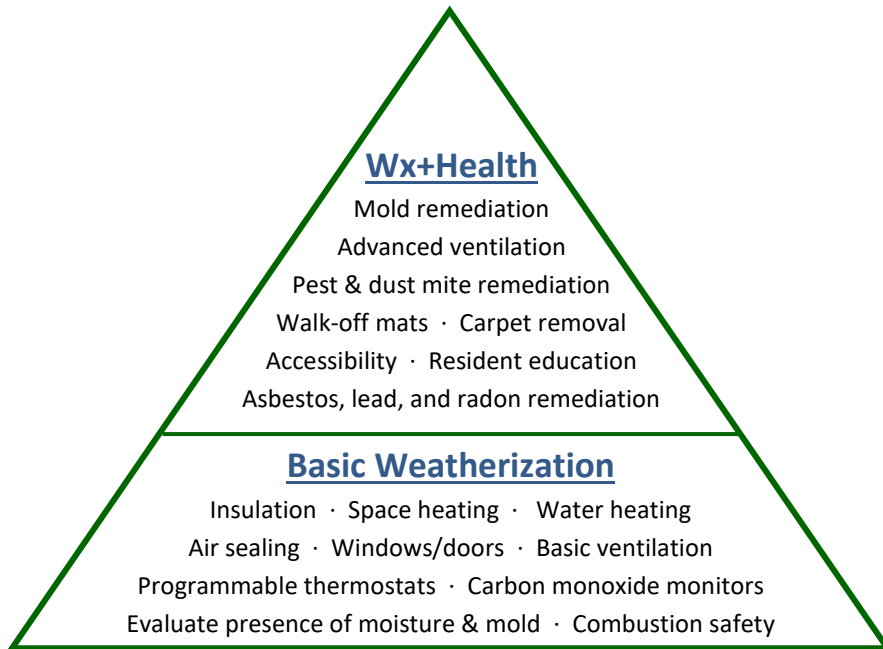 Wx+Health
Mold remediation
Advanced ventilation
Pest & dust mite remediation
Walk-off mats · Carpet removal
Accessibility · Resident education
Asbestos, lead, and radon remediation
Basic Weatherization
Insulation · Space heating · Water heating
Air sealing · Windows/doors · Basic ventilation
Programmable thermostats · Carbon monoxide monitors
Evaluate presence of moisture & mold · Combustion safety